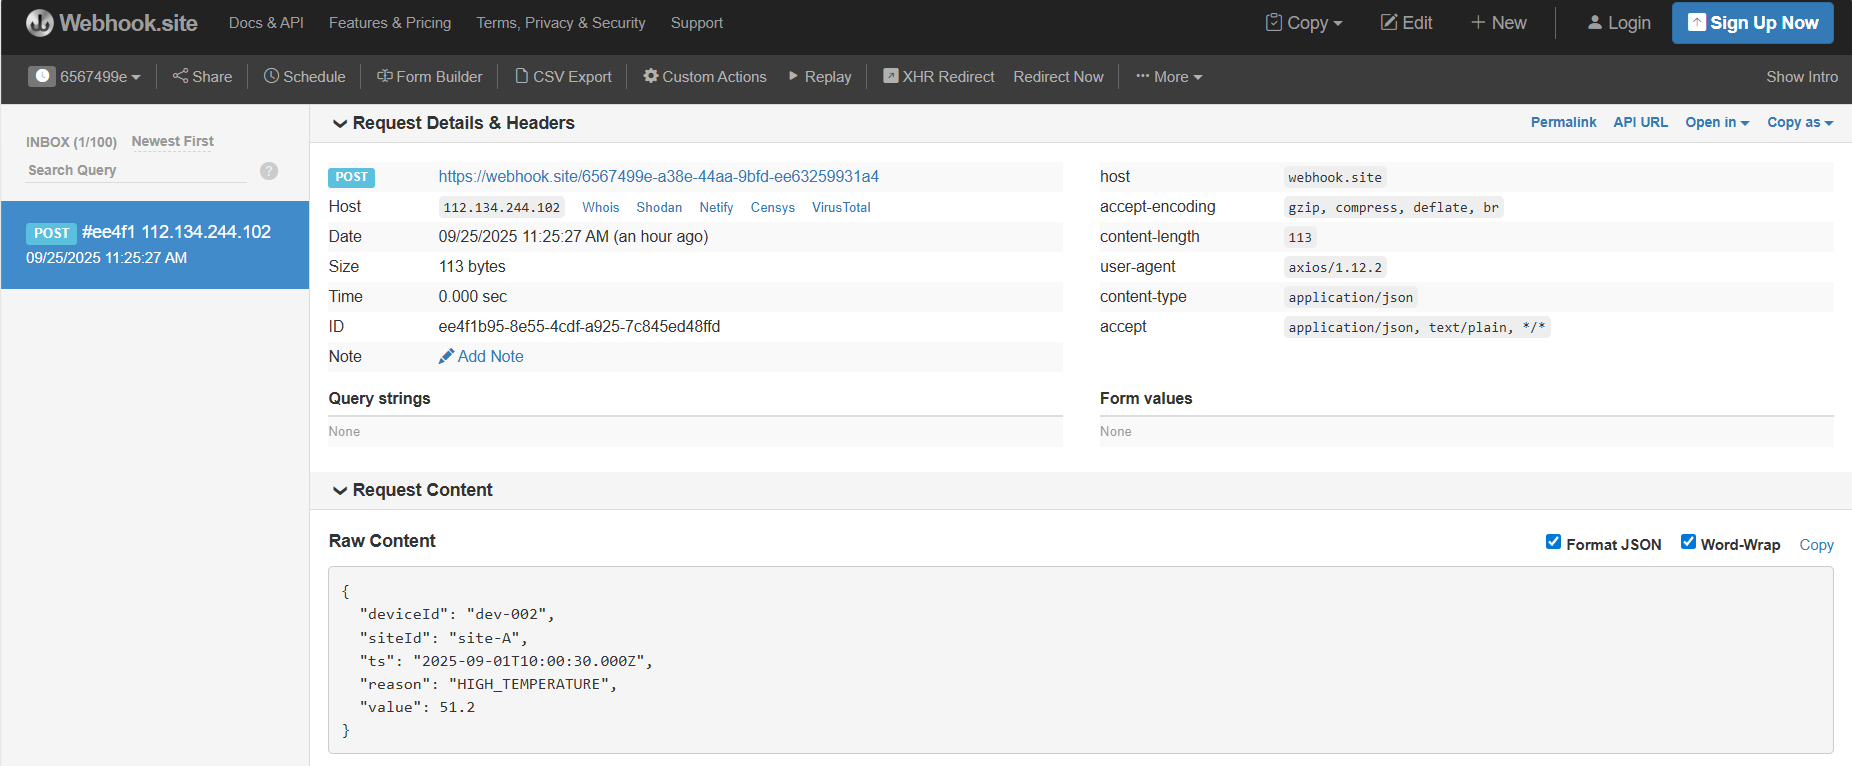 Webhook.site Docs & API Features & Pricing Terms, Privacy & Security Support Copy Edit New Login Sign Up Now
6567499e Share Schedule Form Builder CSV Export Custom Actions Replay XHR Redirect Redirect Now More Show Intro
INBOX (1/100) Newest First
Search Query ?
POST #ee4f1 112.134.244.102
09/25/2025 11:25:27 AM
Request Details & Headers Permalink API URL Open in Copy as
POST https://webhook.site/6567499e-a38e-44aa-9bfd-ee63259931a4
Host 112.134.244.102 Whois Shodan Netify Censys VirusTotal
Date 09/25/2025 11:25:27 AM (an hour ago)
Size 113 bytes
Time 0.000 sec
ID ee4f1b95-8e55-4cdf-a925-7c845ed48ffd
Note Add Note
host webhook.site
accept-encoding gzip, compress, deflate, br
content-length 113
user-agent axios/1.12.2
content-type application/json
accept application/json, text/plain, */*
Query strings
None
Form values
None
Request Content
Raw Content Format JSON Word-Wrap Copy
{
"deviceId": "dev-002",
"siteId": "site-A",
"ts": "2025-09-01T10:00:30.000Z",
"reason": "HIGH_TEMPERATURE",
"value": 51.2
}